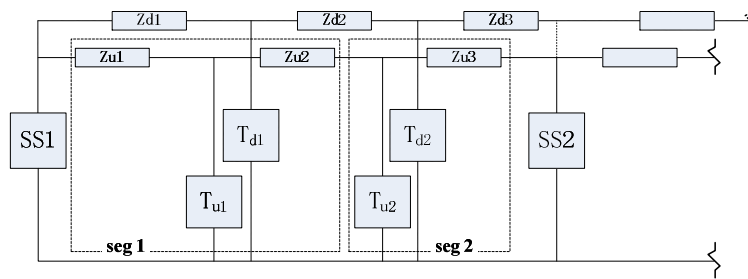 Zd1 Zd2 Zd3
Zu1 Zu2 Zu3
SS1 Td1 Td2 SS2
Tu1 Tu2
seg 1 seg 2